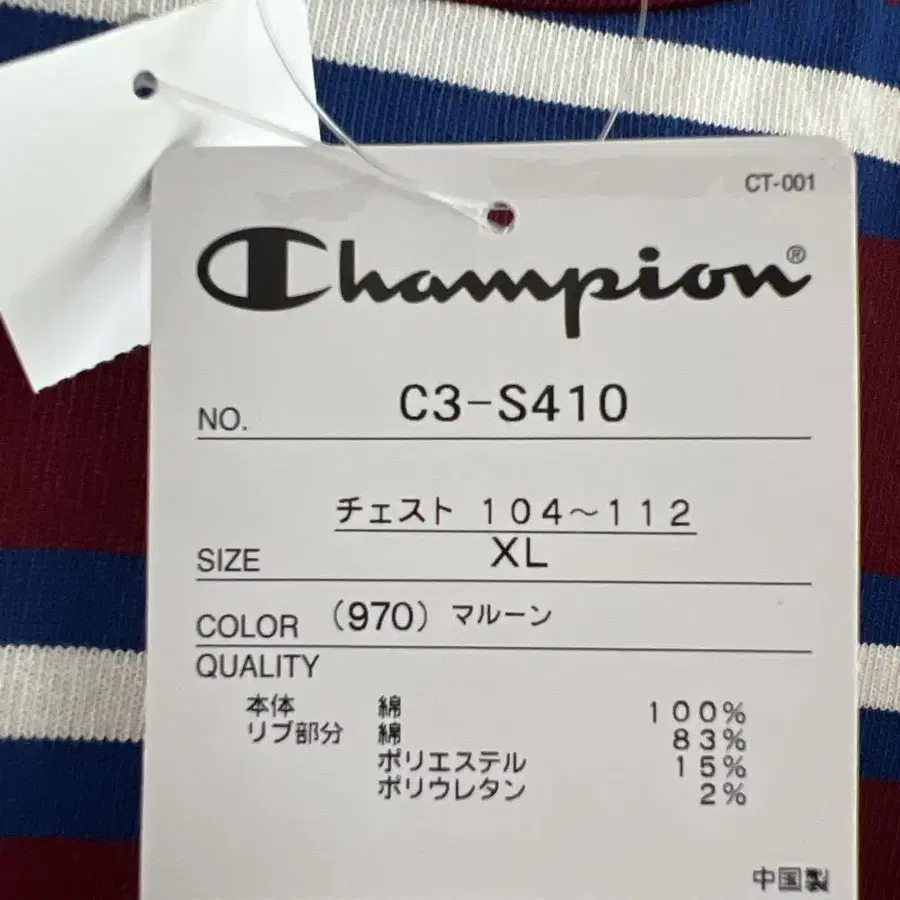 CT-001
Champion®
NO. C3-S410
チェスト 104～112
SIZE XL
COLOR (970) マルーン
QUALITY
本体 綿 100%
リブ部分 綿 83%
ポリエステル 15%
ポリウレタン 2%
中国製